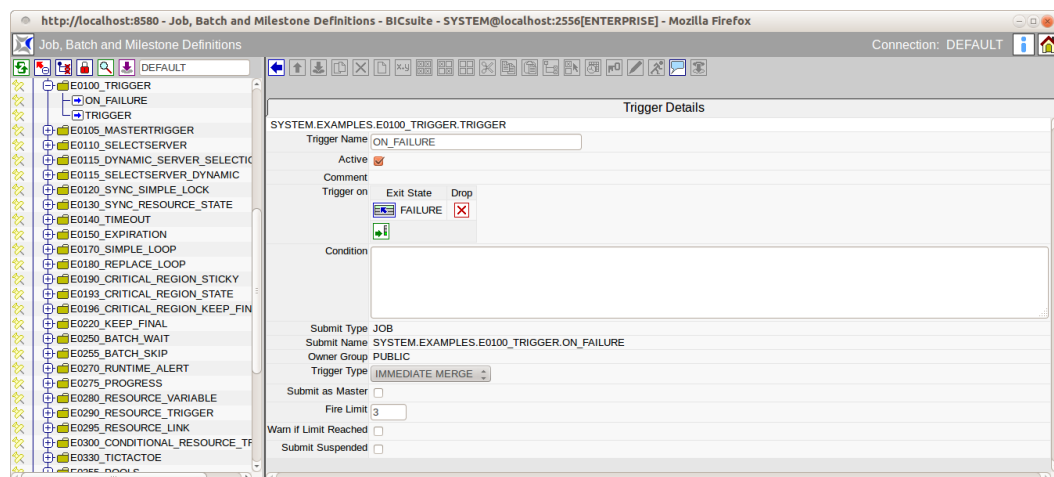 http://localhost:8580 - Job, Batch and Milestone Definitions - BICsuite - SYSTEM@localhost:2556[ENTERPRISE] - Mozilla Firefox
Job, Batch and Milestone Definitions
Connection: DEFAULT
DEFAULT
E0100_TRIGGER
ON_FAILURE
TRIGGER
E0105_MASTERTRIGGER
E0110_SELECTSERVER
E0115_DYNAMIC_SERVER_SELECTIO
E0115_SELECTSERVER_DYNAMIC
E0120_SYNC_SIMPLE_LOCK
E0130_SYNC_RESOURCE_STATE
E0140_TIMEOUT
E0150_EXPIRATION
E0170_SIMPLE_LOOP
E0180_REPLACE_LOOP
E0190_CRITICAL_REGION_STICKY
E0193_CRITICAL_REGION_STATE
E0196_CRITICAL_REGION_KEEP_FIN
E0220_KEEP_FINAL
E0250_BATCH_WAIT
E0255_BATCH_SKIP
E0270_RUNTIME_ALERT
E0275_PROGRESS
E0280_RESOURCE_VARIABLE
E0290_RESOURCE_TRIGGER
E0295_RESOURCE_LINK
E0300_CONDITIONAL_RESOURCE_TR
E0330_TICTACTOE
Trigger Details
SYSTEM.EXAMPLES.E0100_TRIGGER.TRIGGER
Trigger Name ON_FAILURE
Active
Comment
Trigger on Exit State Drop
FAILURE
Condition
Submit Type JOB
Submit Name SYSTEM.EXAMPLES.E0100_TRIGGER.ON_FAILURE
Owner Group PUBLIC
Trigger Type IMMEDIATE MERGE
Submit as Master
Fire Limit 3
Warn if Limit Reached
Submit Suspended